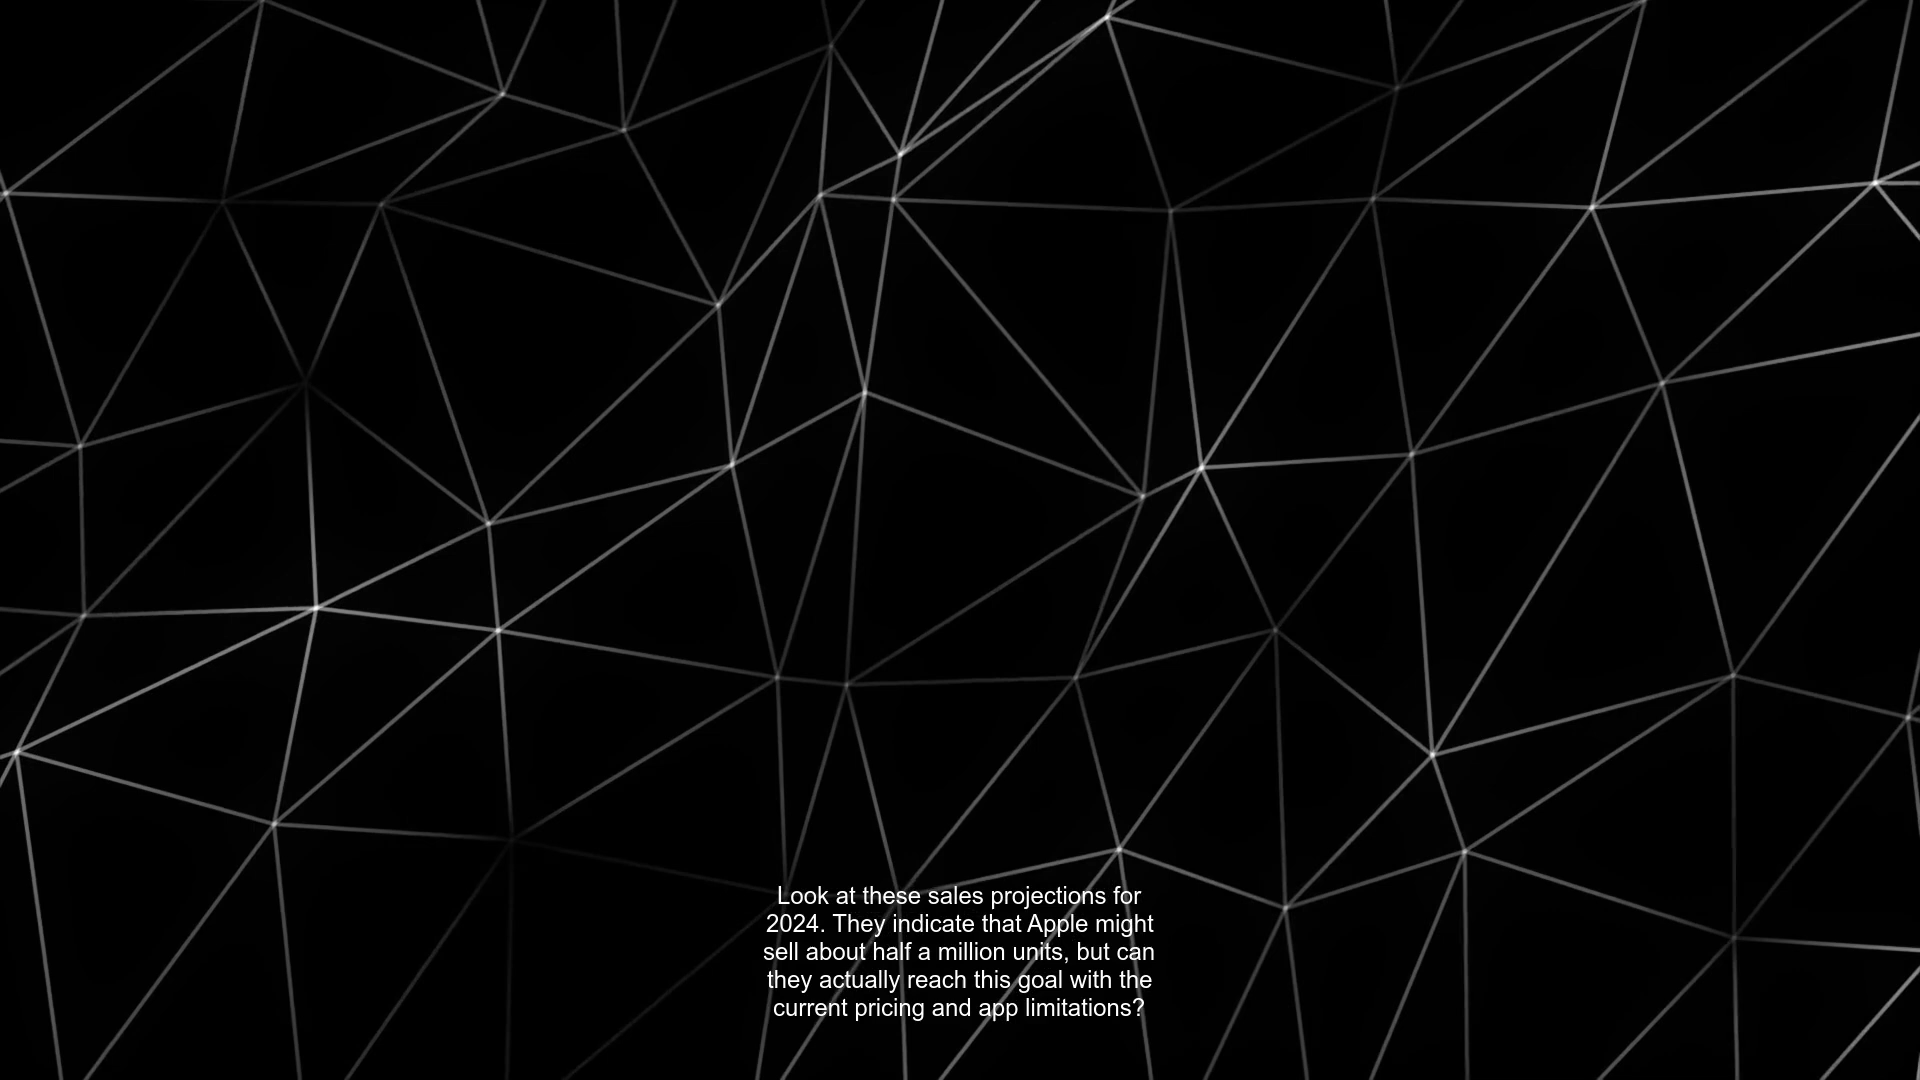 Look at these sales projections for
2024. They indicate that Apple might
sell about half a million units, but can
they actually reach this goal with the
current pricing and app limitations?